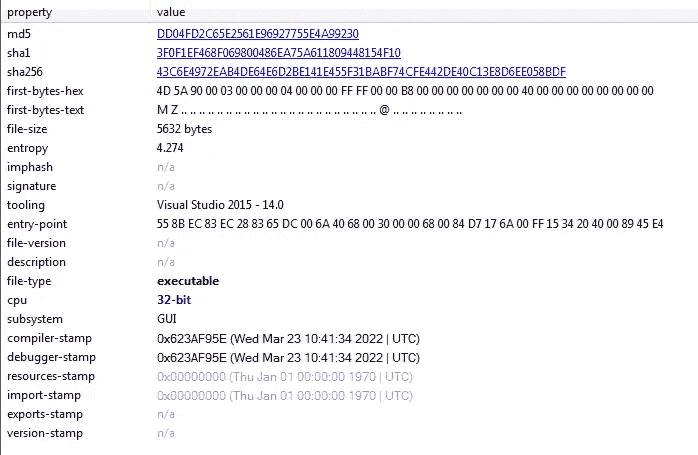 property value
md5 DD04FD2C65E2561E96927755E4A99230
sha1 3F0F1EF468F069800486EA75A611809448154F10
sha256 43C6E4972EAB4DE64E6D2BE141E455F31BABF74CFE442DE40C13E8D6EE058BDF
first-bytes-hex 4D 5A 90 00 03 00 00 00 04 00 00 00 FF FF 00 00 B8 00 00 00 00 00 00 00 40 00 00 00 00 00 00 00
first-bytes-text M Z .. .. .. .. .. .. .. .. .. .. .. .. .. .. .. .. .. .. .. .. .. .. @ .. .. .. .. .. .. ..
file-size 5632 bytes
entropy 4.274
imphash n/a
signature n/a
tooling Visual Studio 2015 - 14.0
entry-point 55 8B EC 83 EC 28 83 65 DC 00 6A 40 68 00 30 00 00 68 00 84 D7 17 6A 00 FF 15 34 20 40 00 89 45 E4
file-version n/a
description n/a
file-type executable
cpu 32-bit
subsystem GUI
compiler-stamp 0x623AF95E (Wed Mar 23 10:41:34 2022 | UTC)
debugger-stamp 0x623AF95E (Wed Mar 23 10:41:34 2022 | UTC)
resources-stamp 0x00000000 (Thu Jan 01 00:00:00 1970 | UTC)
import-stamp 0x00000000 (Thu Jan 01 00:00:00 1970 | UTC)
exports-stamp n/a
version-stamp n/a